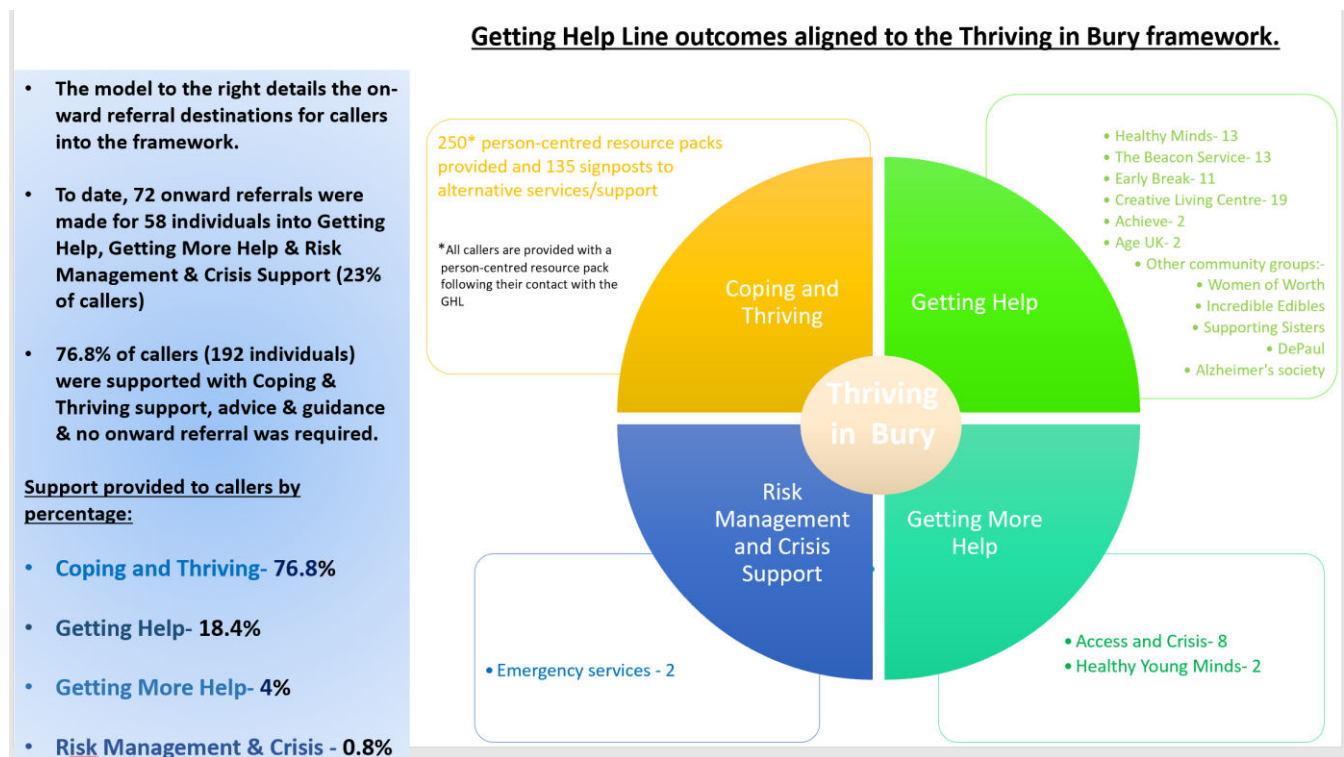 Getting Help Line outcomes aligned to the Thriving in Bury framework.
• The model to the right details the on-
ward referral destinations for callers
into the framework.
• To date, 72 onward referrals were
made for 58 individuals into Getting
Help, Getting More Help & Risk
Management & Crisis Support (23%
of callers)
• 76.8% of callers (192 individuals)
were supported with Coping &
Thriving support, advice & guidance
& no onward referral was required.
Support provided to callers by
percentage:
• Coping and Thriving- 76.8%
• Getting Help- 18.4%
• Getting More Help- 4%
• Risk Management & Crisis - 0.8%
250* person-centred resource packs
provided and 135 signposts to
alternative services/support
*All callers are provided with a
person-centred resource pack
following their contact with the
GHL
• Healthy Minds- 13
• The Beacon Service- 13
• Early Break- 11
• Creative Living Centre- 19
• Achieve- 2
• Age UK- 2
• Other community groups:-
• Women of Worth
• Incredible Edibles
• Supporting Sisters
• DePaul
• Alzheimer's society
Coping and
Thriving
Getting Help
Thriving
in Bury
Risk
Management
and Crisis
Support
Getting More
Help
• Emergency services - 2
• Access and Crisis- 8
• Healthy Young Minds- 2